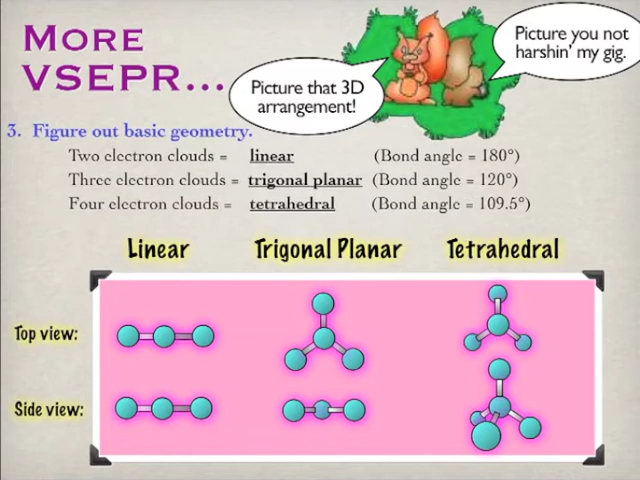 MORE
VSEPR...
Picture that 3D
arrangement!
Picture you not
harshin' my gig.
3. Figure out basic geometry.
Two electron clouds = linear (Bond angle = 180°)
Three electron clouds = trigonal planar (Bond angle = 120°)
Four electron clouds = tetrahedral (Bond angle = 109.5°)
Linear Trigonal Planar Tetrahedral
Top view:
Side view: